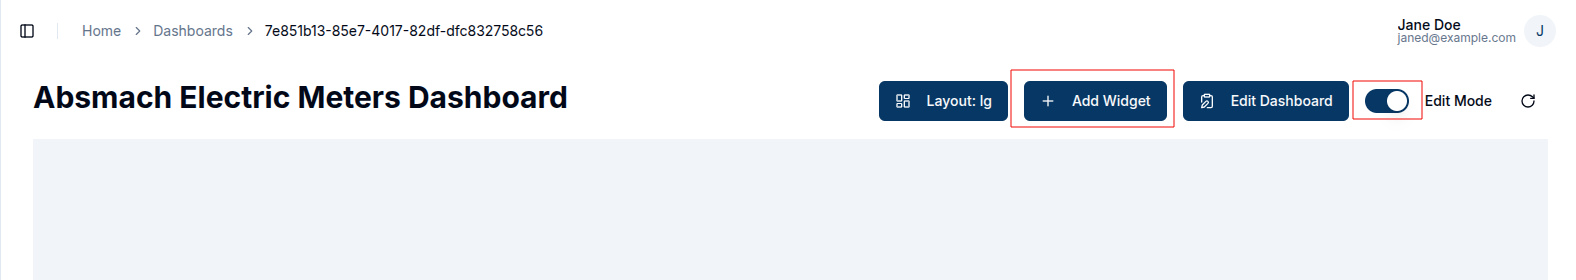 Home > Dashboards > 7e851b13-85e7-4017-82df-dfc832758c56
Jane Doe
janed@example.com
J
Absmach Electric Meters Dashboard
Layout: lg
Add Widget
Edit Dashboard
Edit Mode